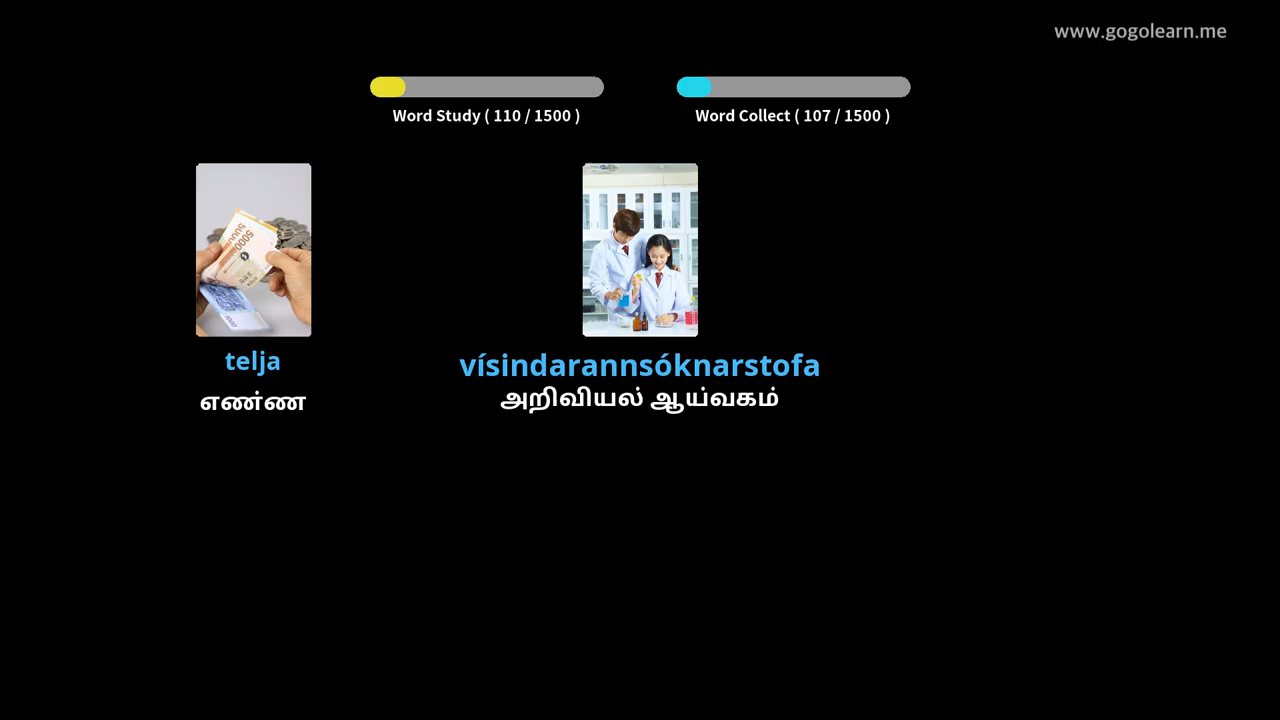 www.gogolearn.me
Word Study ( 110 / 1500 )
Word Collect ( 107 / 1500 )
telja
எண்ண
vísindarannsóknarstofa
அறிவியல் ஆய்வகம்